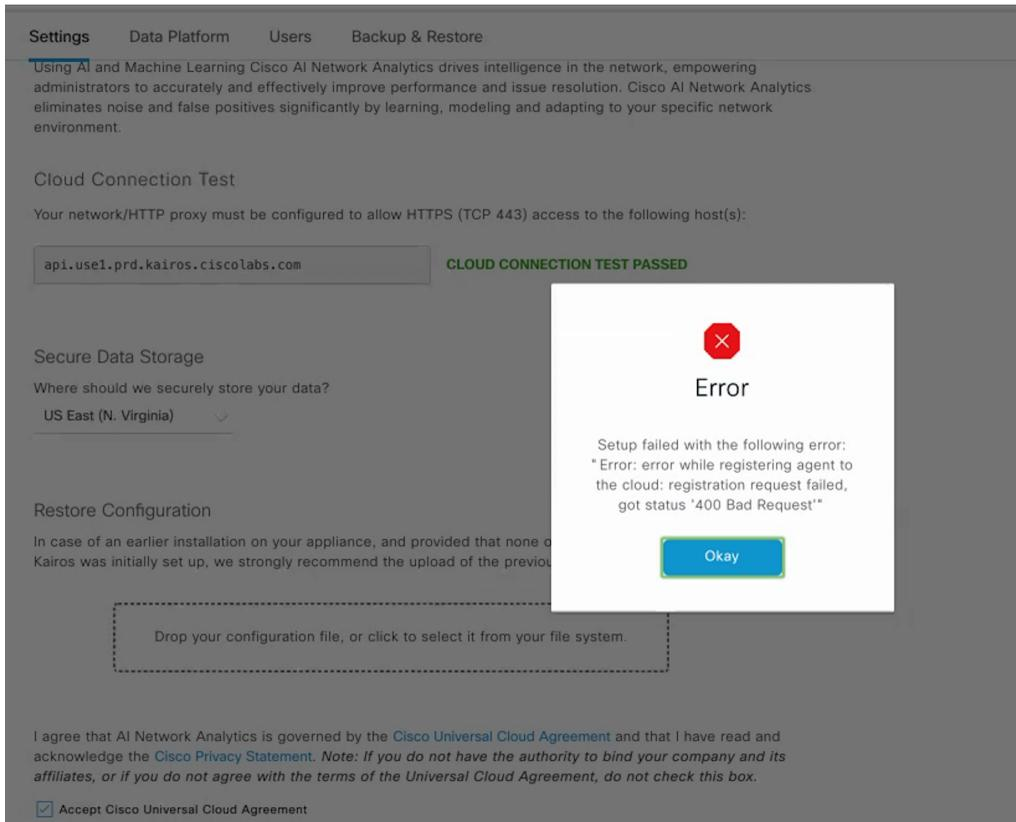 Settings Data Platform Users Backup & Restore
Using AI and Machine Learning Cisco AI Network Analytics drives intelligence in the network, empowering
administrators to accurately and effectively improve performance and issue resolution. Cisco AI Network Analytics
eliminates noise and false positives significantly by learning, modeling and adapting to your specific network
environment.
Cloud Connection Test
Your network/HTTP proxy must be configured to allow HTTPS (TCP 443) access to the following host(s):
api.use1.prd.kairos.ciscolabs.com CLOUD CONNECTION TEST PASSED
Secure Data Storage
Where should we securely store your data?
US East (N. Virginia)
Restore Configuration
In case of an earlier installation on your appliance, and provided that none o
Kairos was initially set up, we strongly recommend the upload of the previou
Drop your configuration file, or click to select it from your file system.
Error
Setup failed with the following error:
"Error: error while registering agent to
the cloud: registration request failed,
got status '400 Bad Request'"
Okay
I agree that AI Network Analytics is governed by the Cisco Universal Cloud Agreement and that I have read and
acknowledge the Cisco Privacy Statement. Note: If you do not have the authority to bind your company and its
affiliates, or if you do not agree with the terms of the Universal Cloud Agreement, do not check this box.
Accept Cisco Universal Cloud Agreement